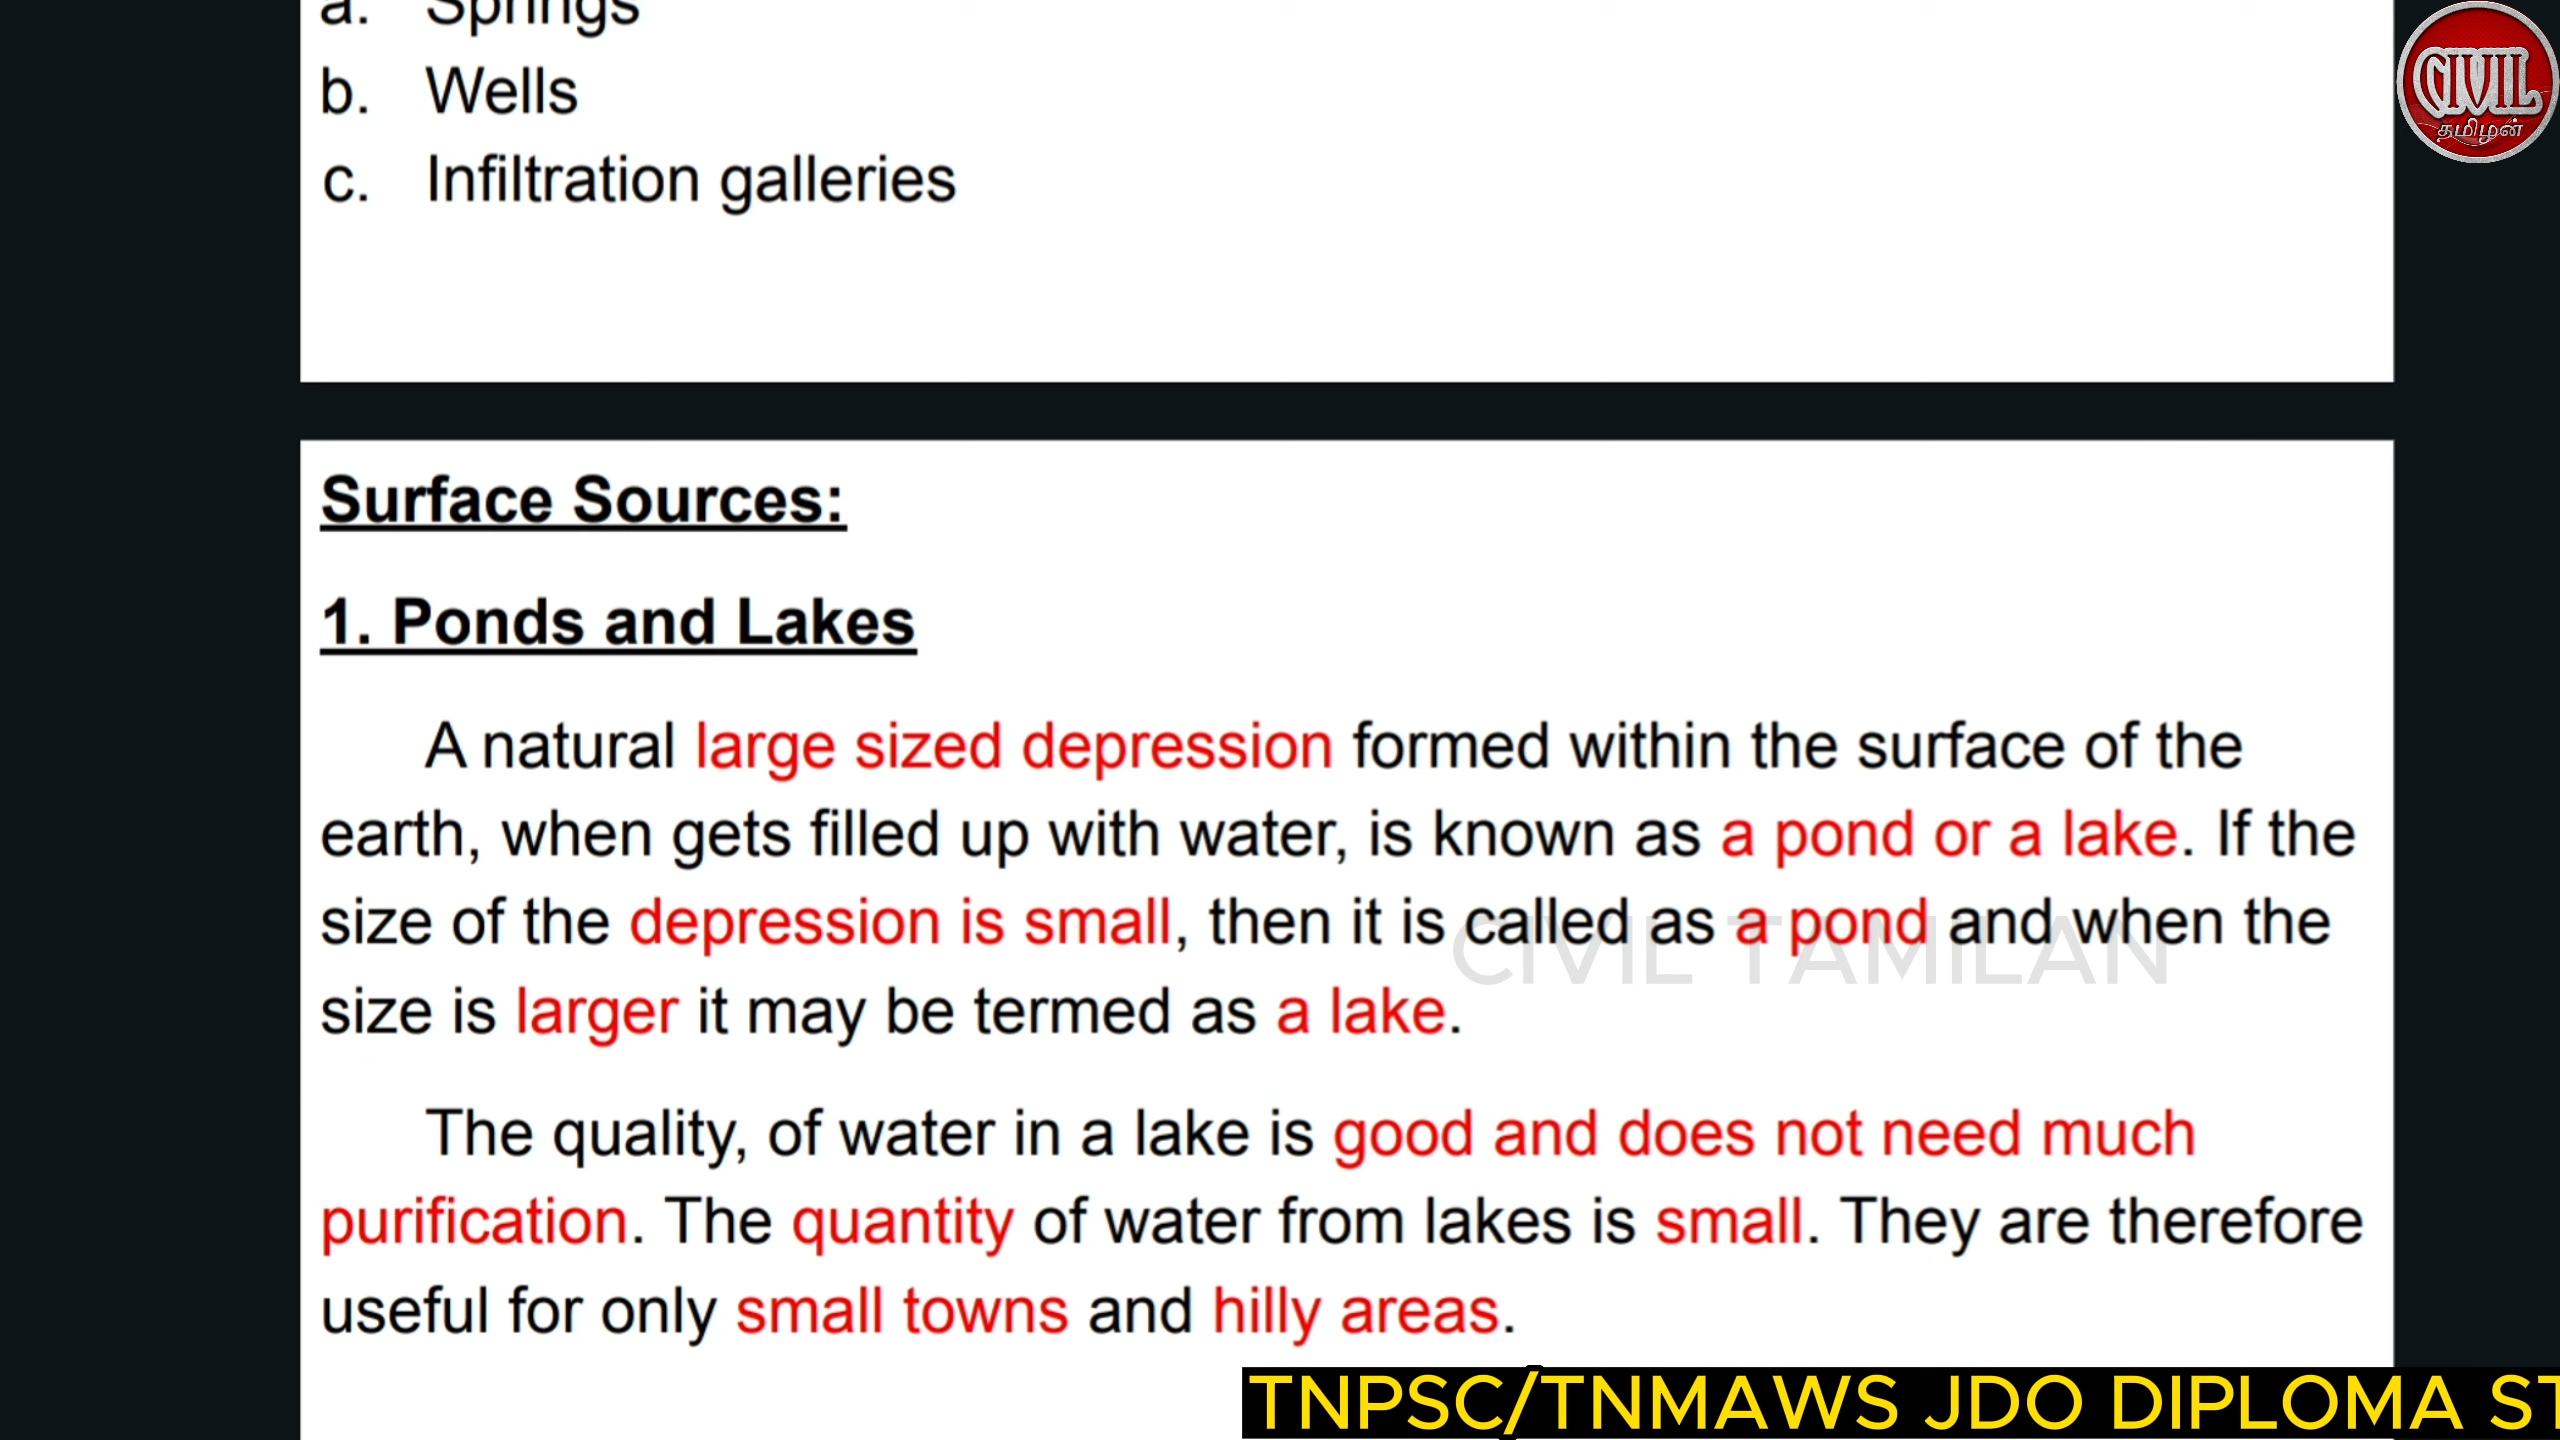 a. Springs
b. Wells
c. Infiltration galleries
CIVIL
தமிழன்
Surface Sources:
1. Ponds and Lakes
A natural large sized depression formed within the surface of the
earth, when gets filled up with water, is known as a pond or a lake. If the
size of the depression is small, then it is called as a pond and when the
size is larger it may be termed as a lake.
CIVIL TAMILAN
The quality, of water in a lake is good and does not need much
purification. The quantity of water from lakes is small. They are therefore
useful for only small towns and hilly areas.
TNPSC/TNMAWS JDO DIPLOMA ST